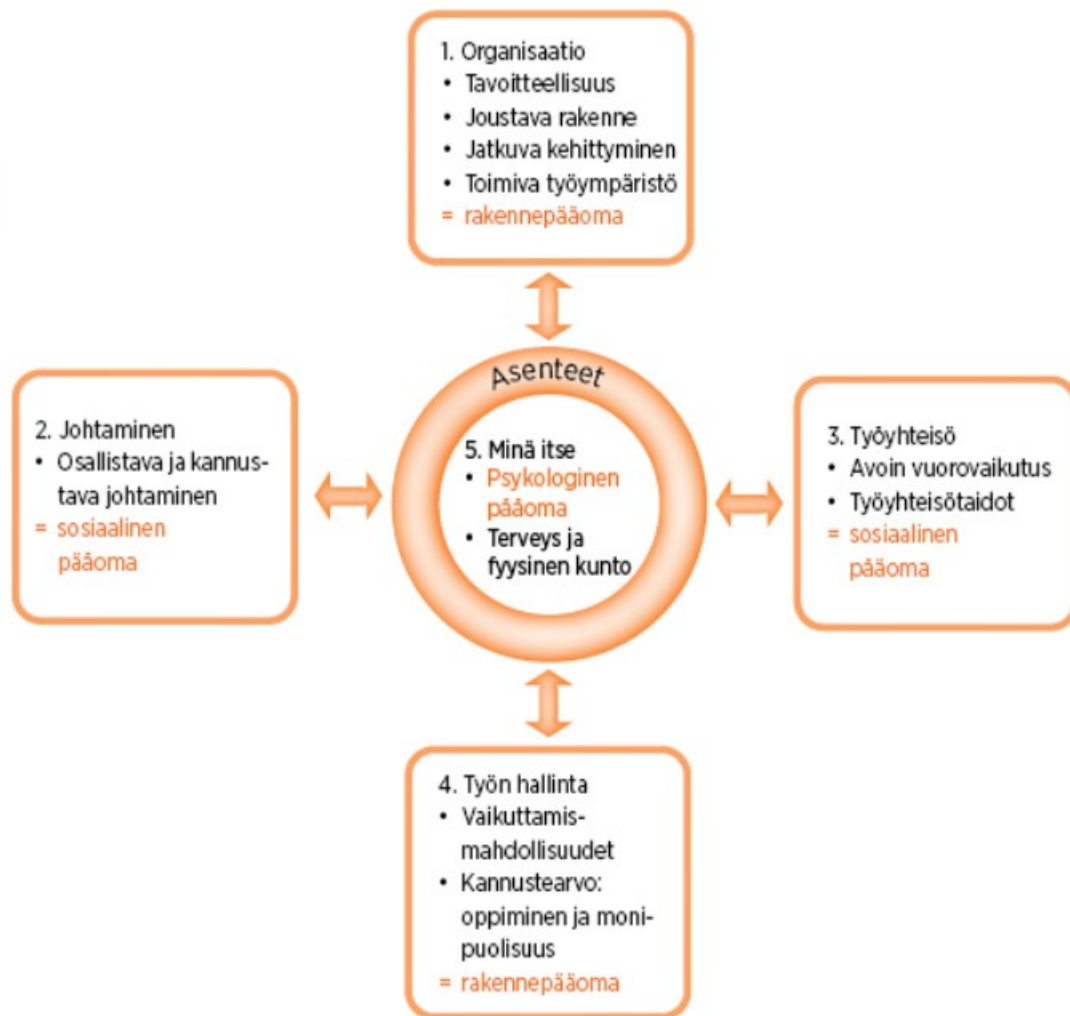 1. Organisaatio
• Tavoitteellisuus
• Joustava rakenne
• Jatkuva kehittyminen
• Toimiva työympäristö
= rakennepääoma
2. Johtaminen
• Osallistava ja kannus-
tava johtaminen
= sosiaalinen
pääoma
Asenteet
5. Minä itse
• Psykologinen
pääoma
• Terveys ja
fyysinen kunto
3. Työyhteisö
• Avoin vuorovaikutus
• Työyhteisötaidot
= sosiaalinen
pääoma
4. Työn hallinta
• Vaikuttamis-
mahdollisuudet
• Kannustearvo:
oppiminen ja moni-
puolisuus
= rakennepääoma